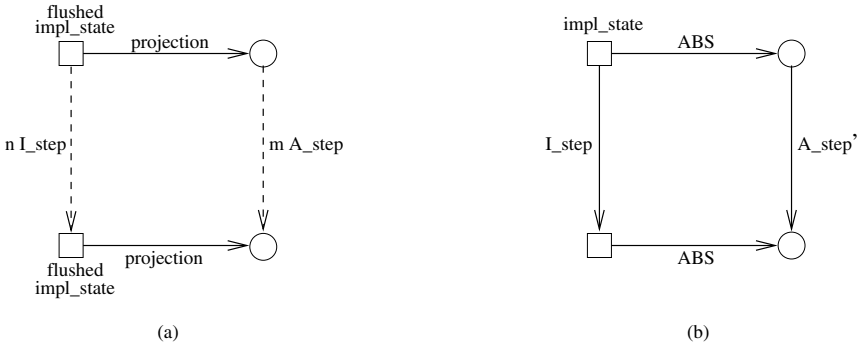 flushed
impl_state
projection
n I_step
m A_step
projection
flushed
impl_state
(a)
impl_state
ABS
I_step
A_step'
ABS
(b)